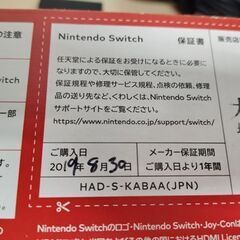 の注意
Nintendo Switch 保証書
販売店
任天堂による保証をお受けになるときに必要に
なりますので、大切に保管してください。
保証規程や修理サービス規程、点検の依頼、修理
品の送り先など、くわしくは、Nintendo Switch
サポートサイトをご覧ください。
https://www.nintendo.co.jp/support/switch/
witch
一部
ご購入日
2019年8月30日
メーカー保証期間
ご購入日より1年間
HAD-S-KABAA(JPN)
Nintendo Switchのロゴ・Nintendo Switch・Joy-Con
HDMI Licen